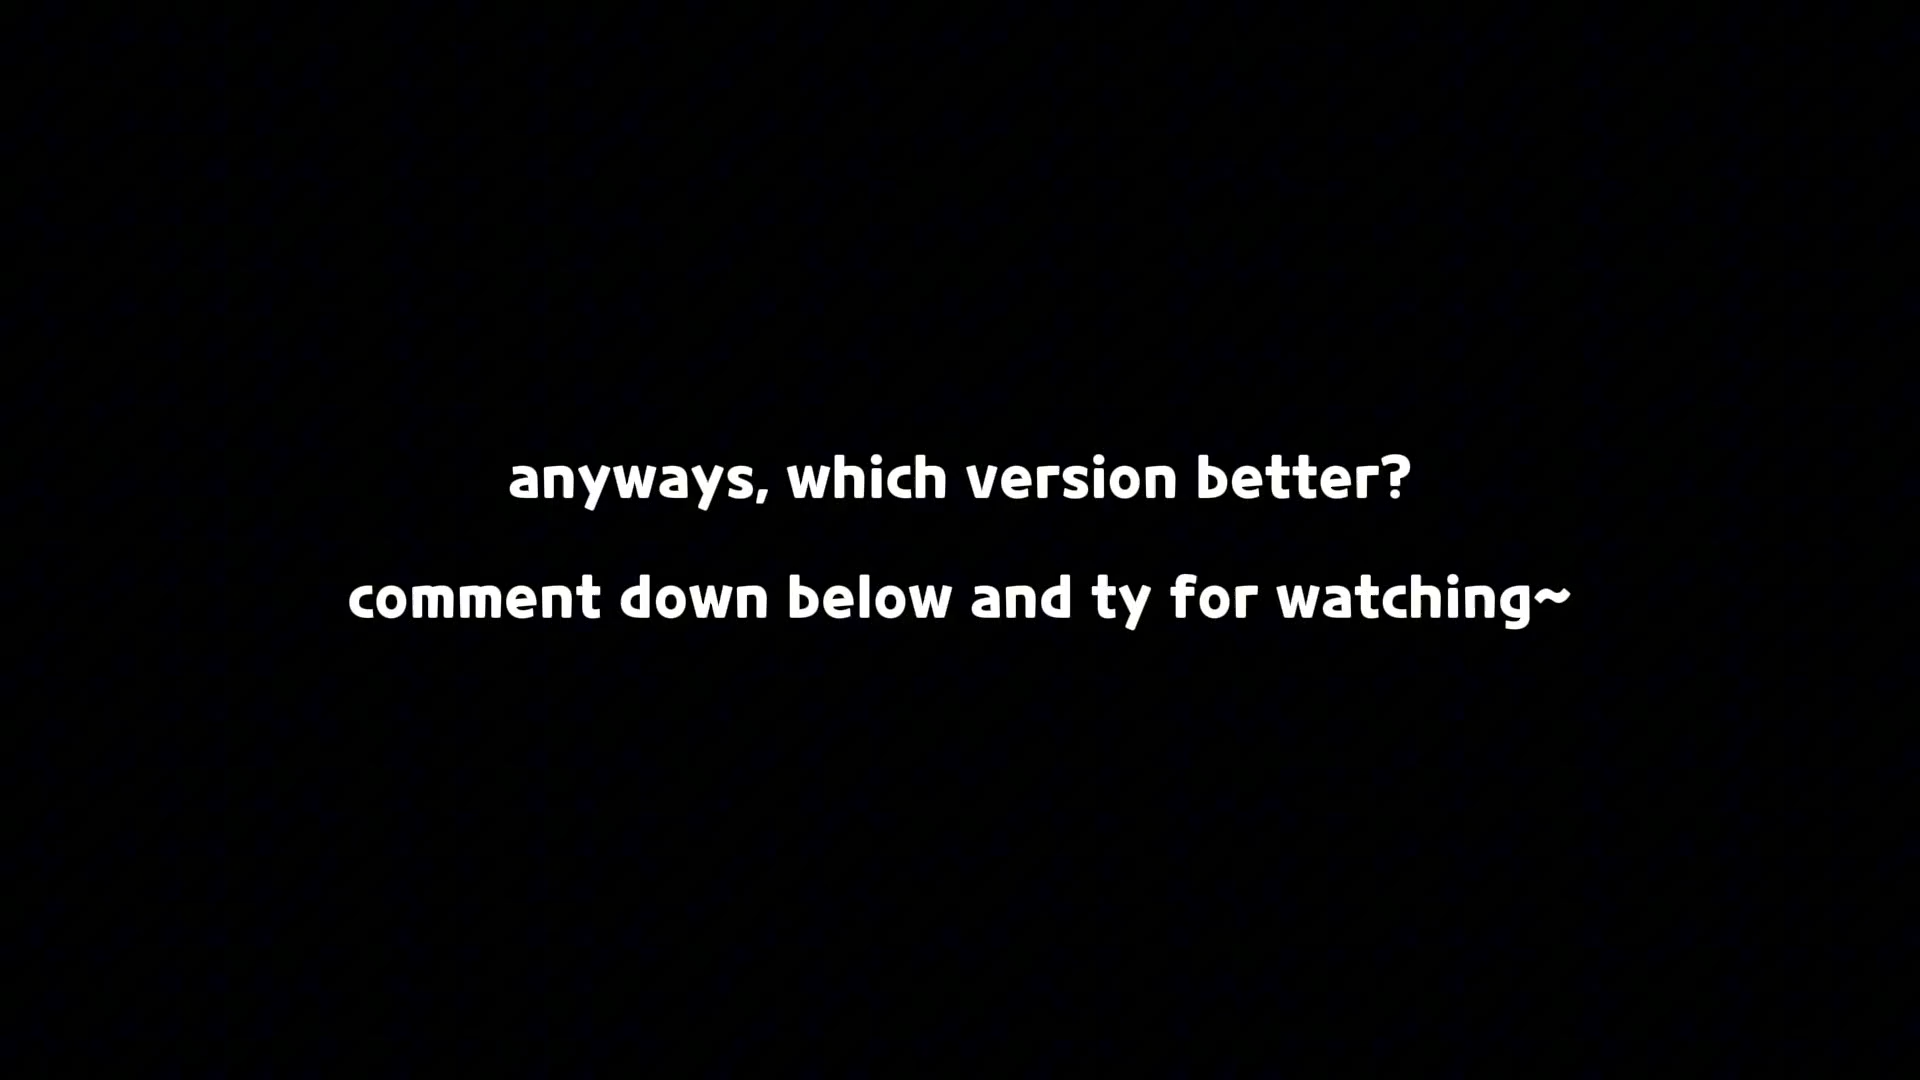 anyways, which version better?
comment down below and ty for watching~